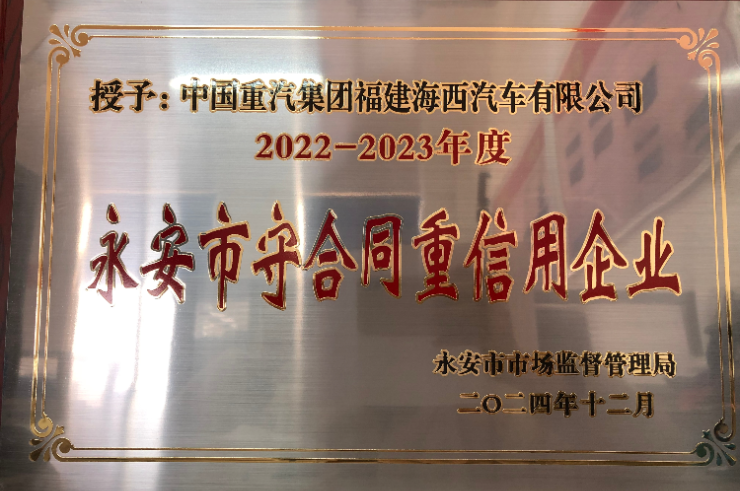 授予：中国重汽集团福建海西汽车有限公司
2022-2023年度
永安市守合同重信用企业
永安市市场监督管理局
二〇二四年十二月